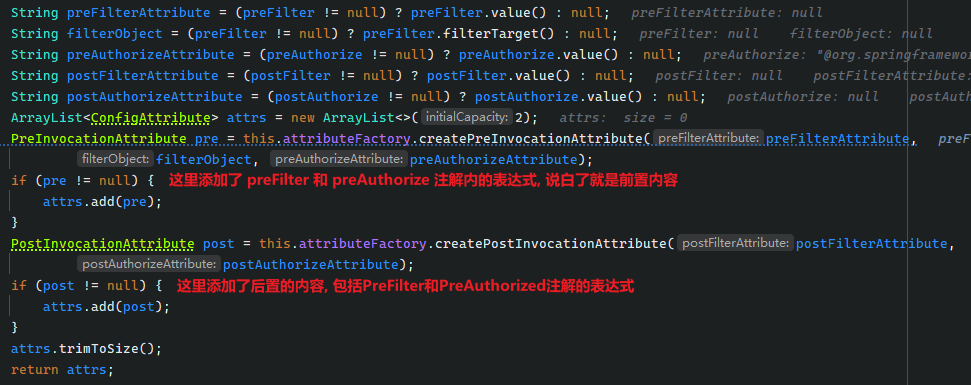 String preFilterAttribute = (preFilter != null) ? preFilter.value() : null; preFilterAttribute: null
String filterObject = (preFilter != null) ? preFilter.filterTarget() : null; preFilter: null filterObject: null
String preAuthorizeAttribute = (preAuthorize != null) ? preAuthorize.value() : null; preAuthorize: "@org.springframewor
String postFilterAttribute = (postFilter != null) ? postFilter.value() : null; postFilter: null postFilterAttribute:
String postAuthorizeAttribute = (postAuthorize != null) ? postAuthorize.value() : null; postAuthorize: null postAuth
ArrayList<ConfigAttribute> attrs = new ArrayList<>( initialCapacity: 2); attrs: size = 0
PreInvocationAttribute pre = this.attributeFactory.createPreInvocationAttribute( preFilterAttribute: preFilterAttribute, preF
filterObject: filterObject, preAuthorizeAttribute: preAuthorizeAttribute);
if (pre != null) { 这里添加了 preFilter 和 preAuthorize 注解内的表达式, 说白了就是前置内容
attrs.add(pre);
}
PostInvocationAttribute post = this.attributeFactory.createPostInvocationAttribute( postFilterAttribute: postFilterAttribute,
postAuthorizeAttribute: postAuthorizeAttribute);
if (post != null) { 这里添加了后置的内容, 包括PreFilter和PreAuthorized注解的表达式
attrs.add(post);
}
attrs.trimToSize();
return attrs;